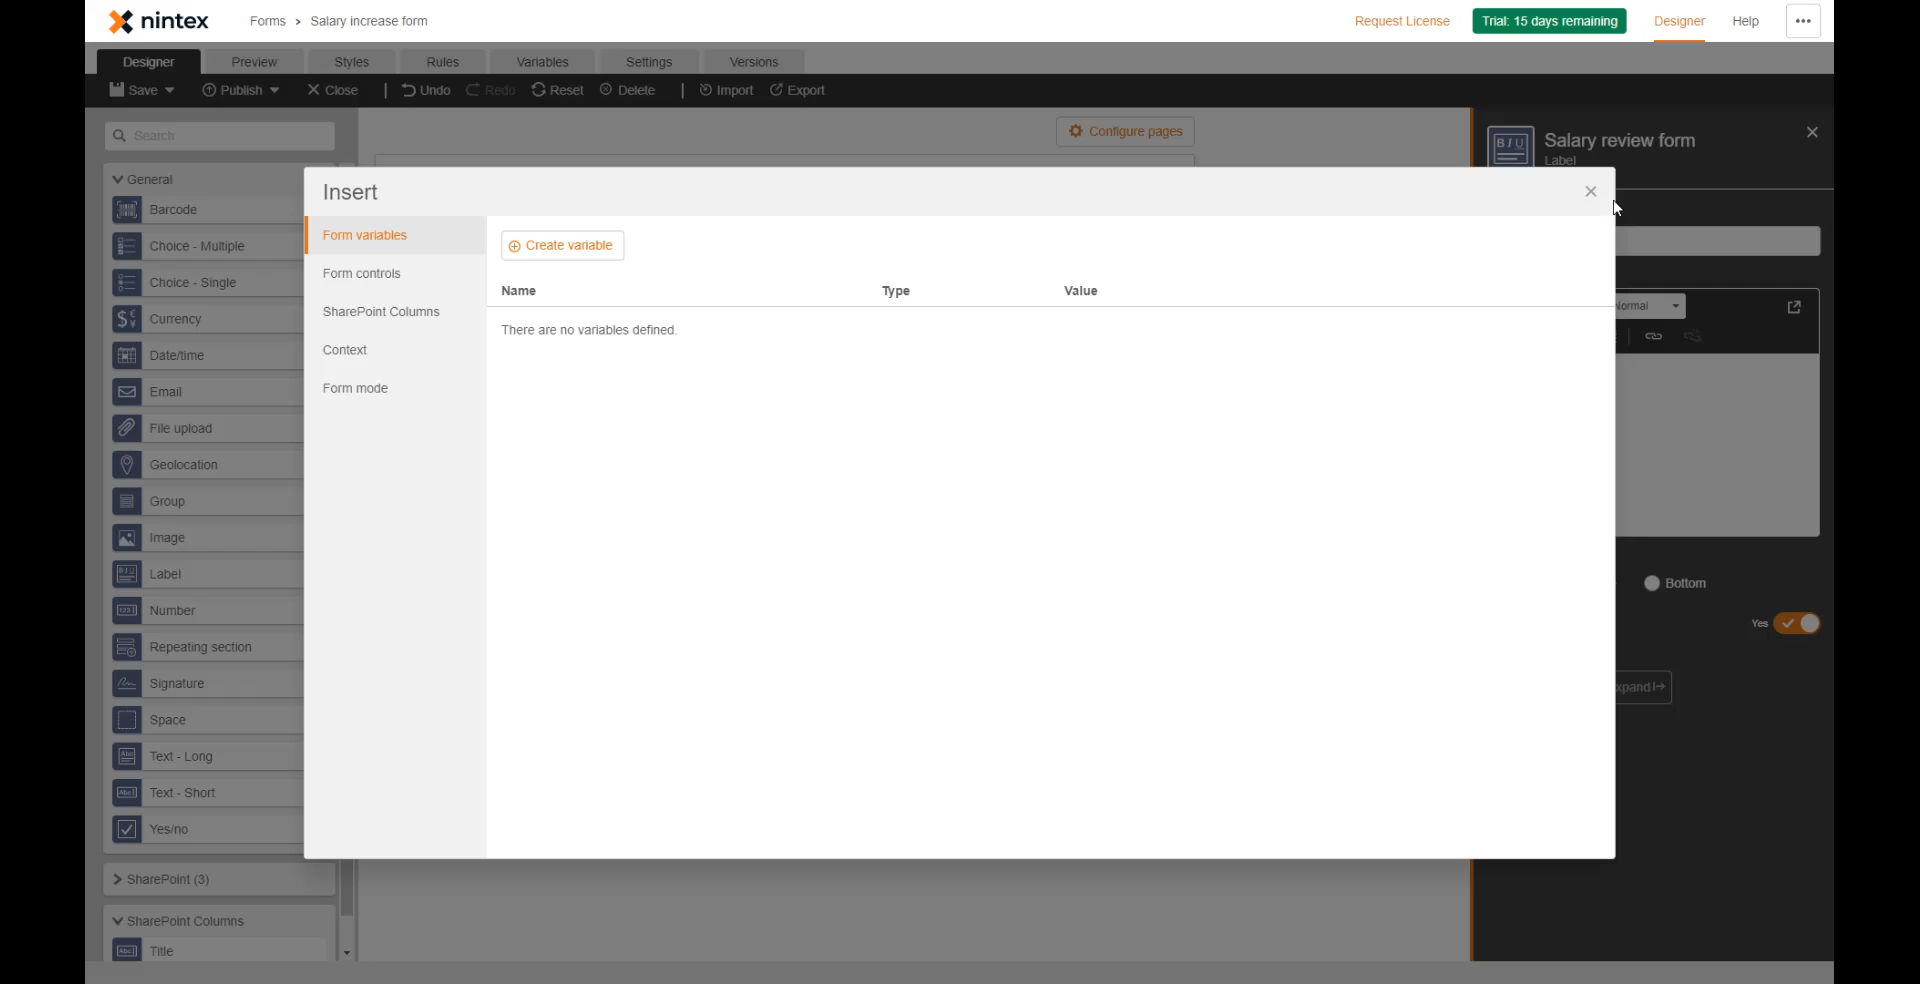 nintex
Forms > Salary increase form
Request License
Trial: 15 days remaining
Designer
Help
Designer
Preview
Styles
Rules
Variables
Settings
Versions
Save
Publish
Close
Undo
Redo
Reset
Delete
Import
Export
Search
Configure pages
Salary review form
Label
General
Barcode
Choice - Multiple
Choice - Single
Currency
Date/time
Email
File upload
Geolocation
Group
Image
Label
Number
Repeating section
Signature
Space
Text - Long
Text - Short
Yes/no
SharePoint (3)
SharePoint Columns
Title
Insert
Form variables
Form controls
SharePoint Columns
Context
Form mode
Create variable
Name Type Value
There are no variables defined.
Normal
Bottom
Yes
xpand